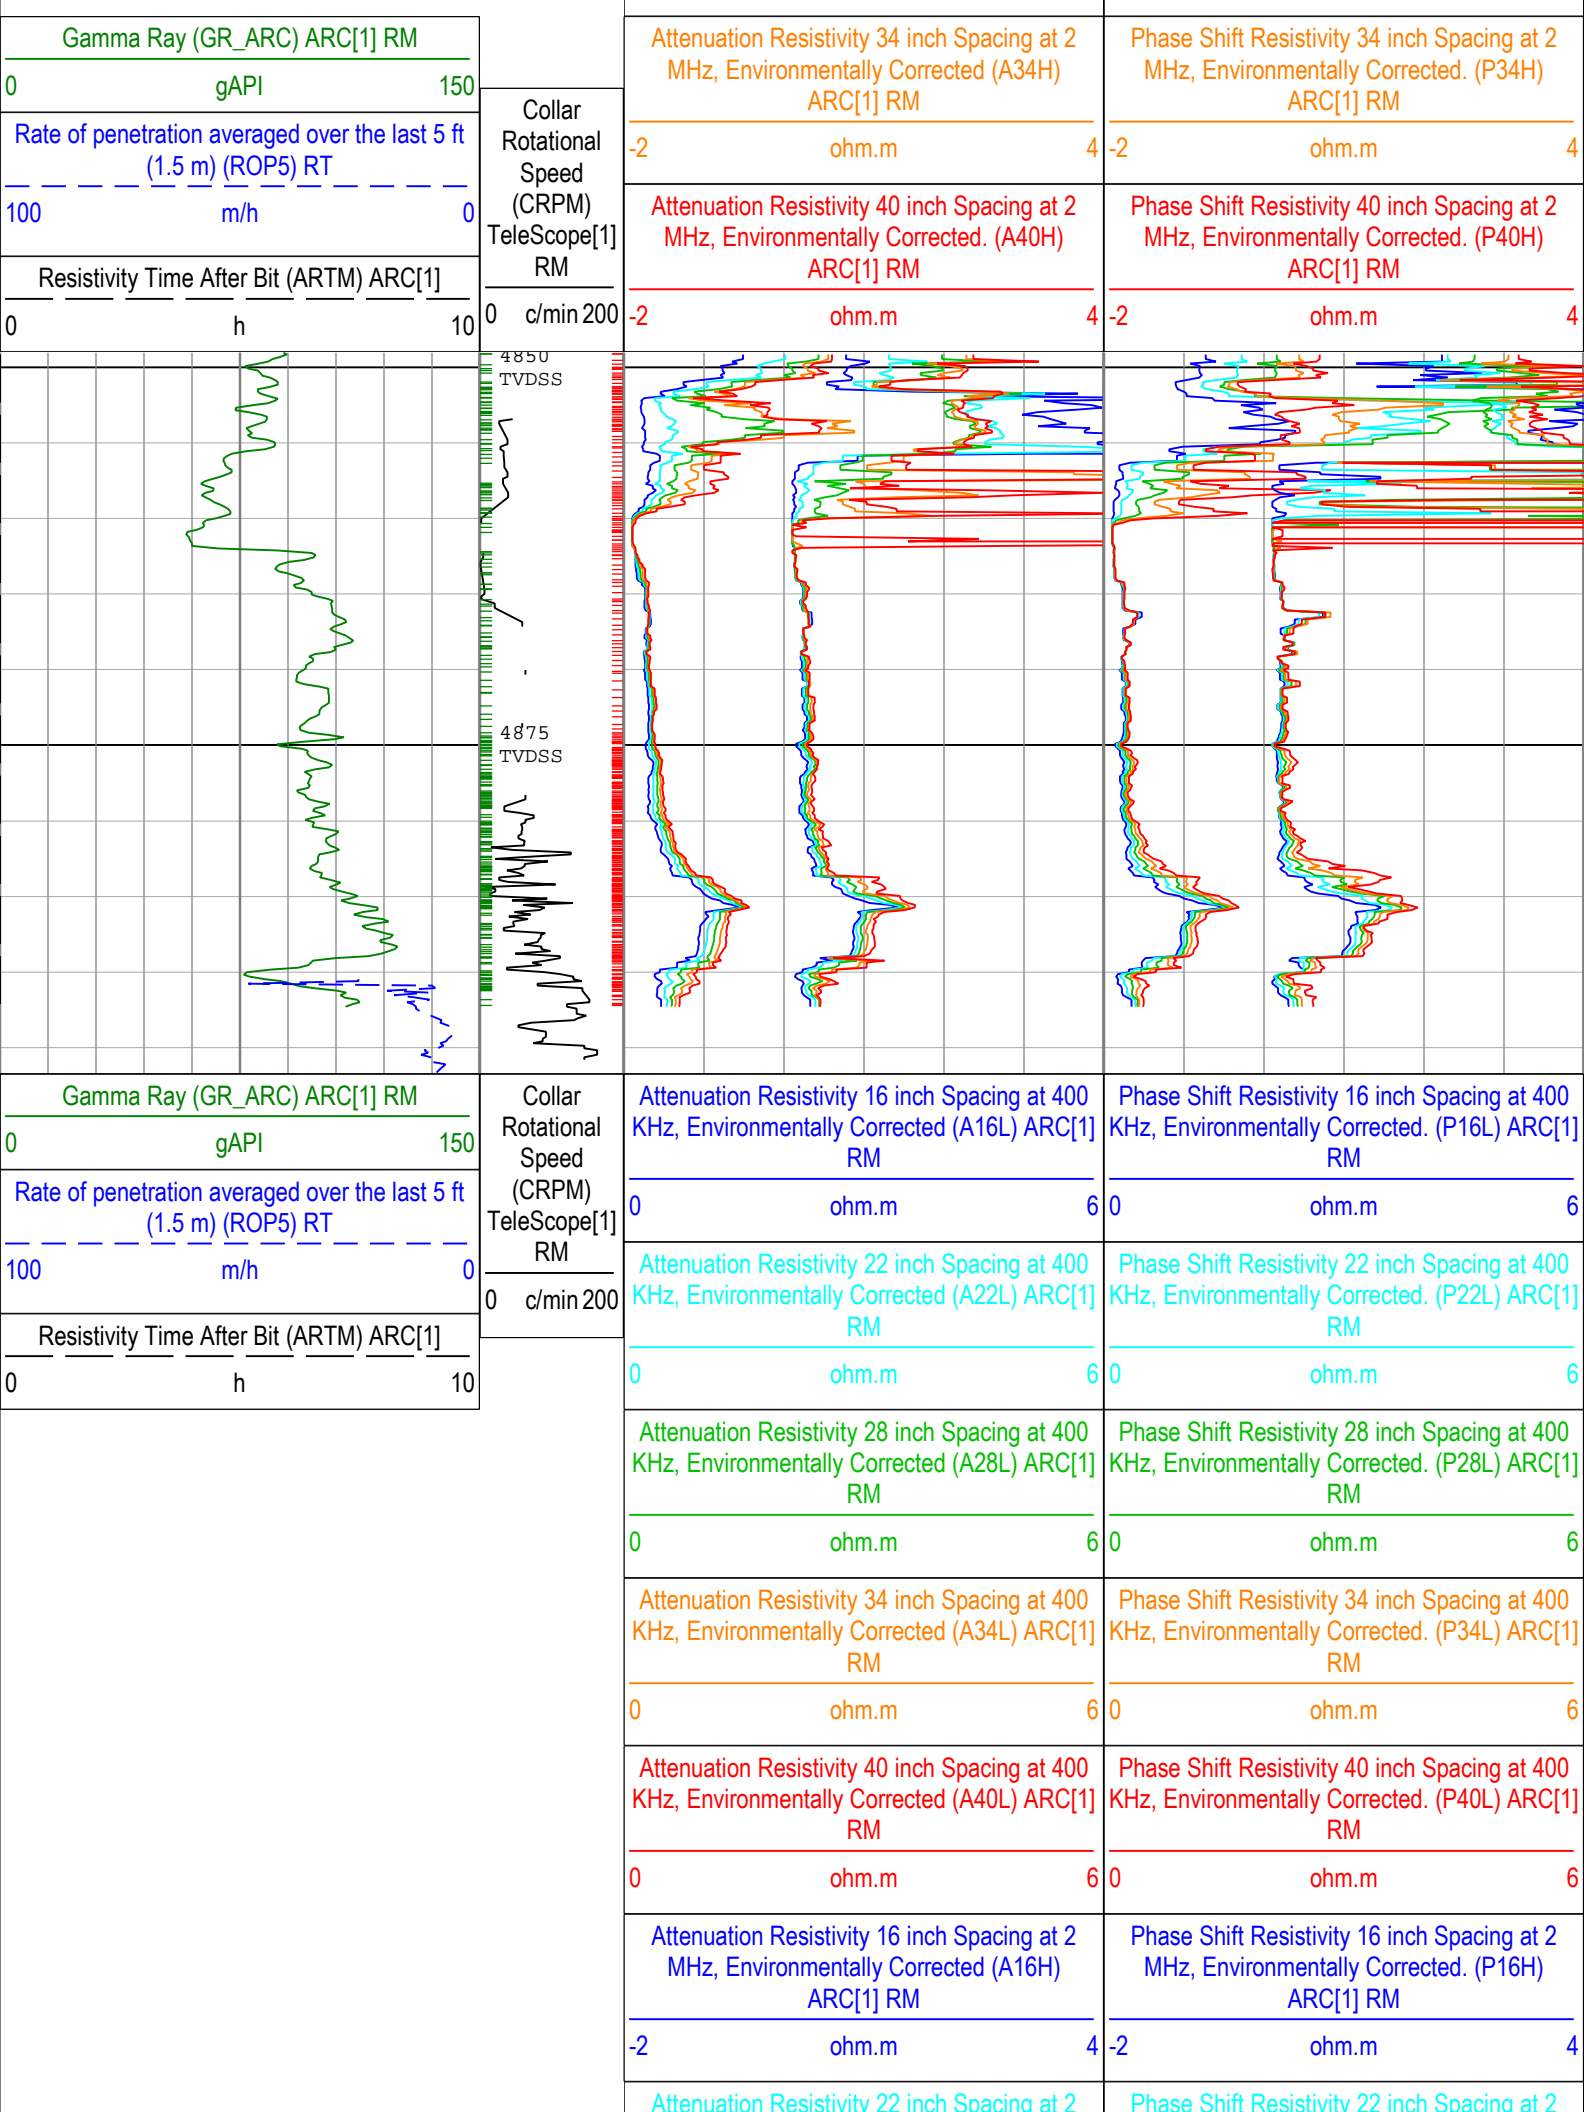 Gamma Ray (GR_ARC) ARC[1] RM
0 gAPI 150
Rate of penetration averaged over the last 5 ft
(1.5 m) (ROP5) RT
100 m/h 0
Resistivity Time After Bit (ARTM) ARC[1]
0 h 10
Collar
Rotational
Speed
(CRPM)
TeleScope[1]
RM
0 c/min 200
Attenuation Resistivity 34 inch Spacing at 2
MHz, Environmentally Corrected (A34H)
ARC[1] RM
-2 ohm.m 4
Attenuation Resistivity 40 inch Spacing at 2
MHz, Environmentally Corrected. (A40H)
ARC[1] RM
-2 ohm.m 4
Phase Shift Resistivity 34 inch Spacing at 2
MHz, Environmentally Corrected. (P34H)
ARC[1] RM
-2 ohm.m 4
Phase Shift Resistivity 40 inch Spacing at 2
MHz, Environmentally Corrected. (P40H)
ARC[1] RM
-2 ohm.m 4
4850
TVDSS
4875
TVDSS
Gamma Ray (GR_ARC) ARC[1] RM
0 gAPI 150
Rate of penetration averaged over the last 5 ft
(1.5 m) (ROP5) RT
100 m/h 0
Resistivity Time After Bit (ARTM) ARC[1]
0 h 10
Collar
Rotational
Speed
(CRPM)
TeleScope[1]
RM
0 c/min 200
Attenuation Resistivity 16 inch Spacing at 400
KHz, Environmentally Corrected (A16L) ARC[1]
RM
0 ohm.m 6
Attenuation Resistivity 22 inch Spacing at 400
KHz, Environmentally Corrected (A22L) ARC[1]
RM
0 ohm.m 6
Attenuation Resistivity 28 inch Spacing at 400
KHz, Environmentally Corrected (A28L) ARC[1]
RM
0 ohm.m 6
Attenuation Resistivity 34 inch Spacing at 400
KHz, Environmentally Corrected (A34L) ARC[1]
RM
0 ohm.m 6
Attenuation Resistivity 40 inch Spacing at 400
KHz, Environmentally Corrected (A40L) ARC[1]
RM
0 ohm.m 6
Attenuation Resistivity 16 inch Spacing at 2
MHz, Environmentally Corrected (A16H)
ARC[1] RM
-2 ohm.m 4
Attenuation Resistivity 22 inch Spacing at 2
Phase Shift Resistivity 16 inch Spacing at 400
KHz, Environmentally Corrected. (P16L) ARC[1]
RM
0 ohm.m 6
Phase Shift Resistivity 22 inch Spacing at 400
KHz, Environmentally Corrected. (P22L) ARC[1]
RM
0 ohm.m 6
Phase Shift Resistivity 28 inch Spacing at 400
KHz, Environmentally Corrected. (P28L) ARC[1]
RM
0 ohm.m 6
Phase Shift Resistivity 34 inch Spacing at 400
KHz, Environmentally Corrected. (P34L) ARC[1]
RM
0 ohm.m 6
Phase Shift Resistivity 40 inch Spacing at 400
KHz, Environmentally Corrected. (P40L) ARC[1]
RM
0 ohm.m 6
Phase Shift Resistivity 16 inch Spacing at 2
MHz, Environmentally Corrected. (P16H)
ARC[1] RM
-2 ohm.m 4
Phase Shift Resistivity 22 inch Spacing at 2